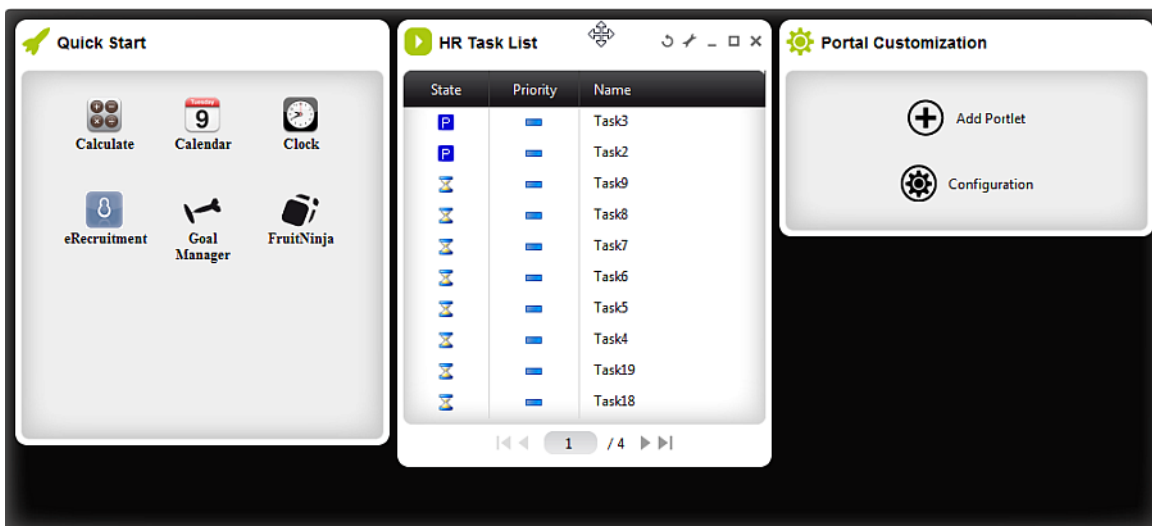 Quick Start
Calculate
Tuesday
9
Calendar
Clock
eRecruitment
Goal
Manager
FruitNinja
HR Task List
State Priority Name
P Task3
P Task2
Task9
Task8
Task7
Task6
Task5
Task4
Task19
Task18
1 / 4
Portal Customization
Add Portlet
Configuration